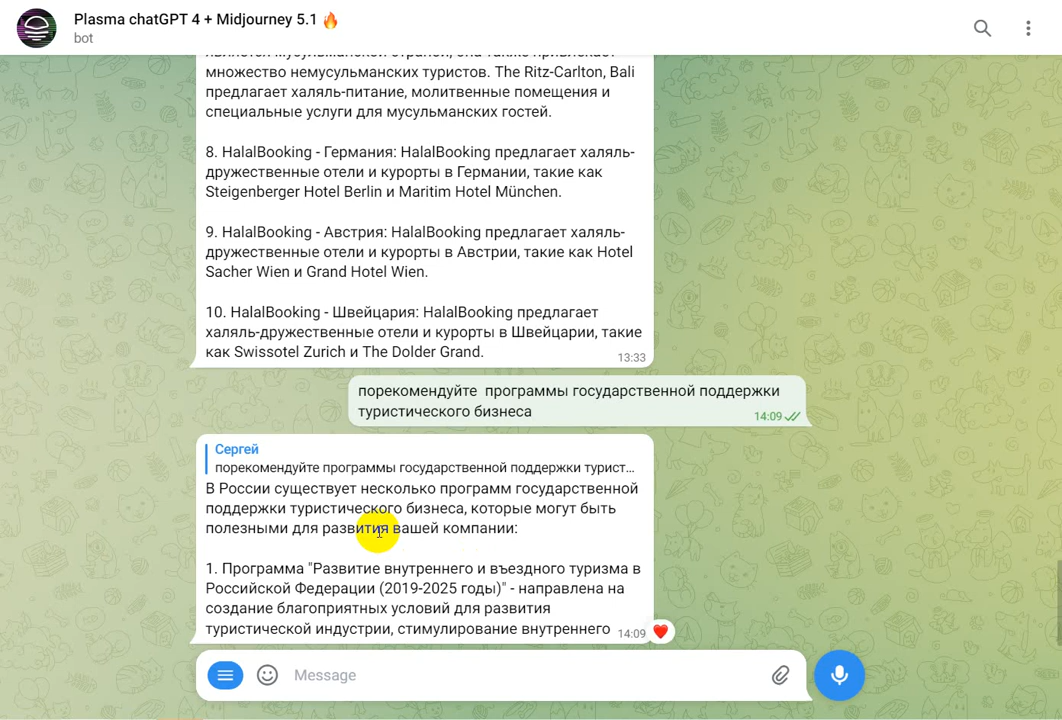 Plasma chatGPT 4 + Midjourney 5.1 🔥
bot
множество немусульманских туристов. The Ritz-Carlton, Bali
предлагает халяль-питание, молитвенные помещения и
специальные услуги для мусульманских гостей.
8. HalalBooking - Германия: HalalBooking предлагает халяль-
дружественные отели и курорты в Германии, такие как
Steigenberger Hotel Berlin и Maritim Hotel München.
9. HalalBooking - Австрия: HalalBooking предлагает халяль-
дружественные отели и курорты в Австрии, такие как Hotel
Sacher Wien и Grand Hotel Wien.
10. HalalBooking - Швейцария: HalalBooking предлагает
халяль-дружественные отели и курорты в Швейцарии, такие
как Swissotel Zurich и The Dolder Grand.
13:33
порекомендуйте  программы государственной поддержки
туристического бизнеса
14:09
Сергей
порекомендуйте программы государственной поддержки турист...
В России существует несколько программ государственной
поддержки туристического бизнеса, которые могут быть
полезными для развития вашей компании:
1. Программа "Развитие внутреннего и въездного туризма в
Российской Федерации (2019-2025 годы)" - направлена на
создание благоприятных условий для развития
туристической индустрии, стимулирование внутреннего
14:09
Message